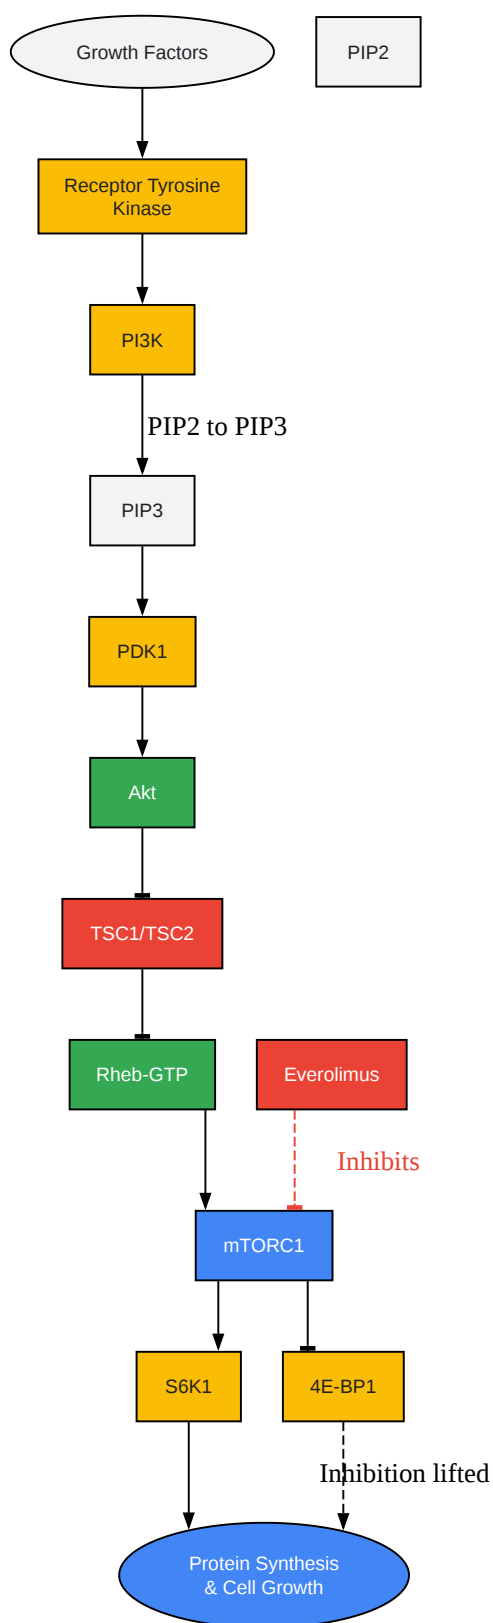 Growth Factors
PIP2
Receptor Tyrosine
Kinase
PI3K
PIP2 to PIP3
PIP3
PDK1
Akt
TSC1/TSC2
Rheb-GTP
Everolimus
Inhibits
mTORC1
S6K1
4E-BP1
Inhibition lifted
Protein Synthesis
& Cell Growth